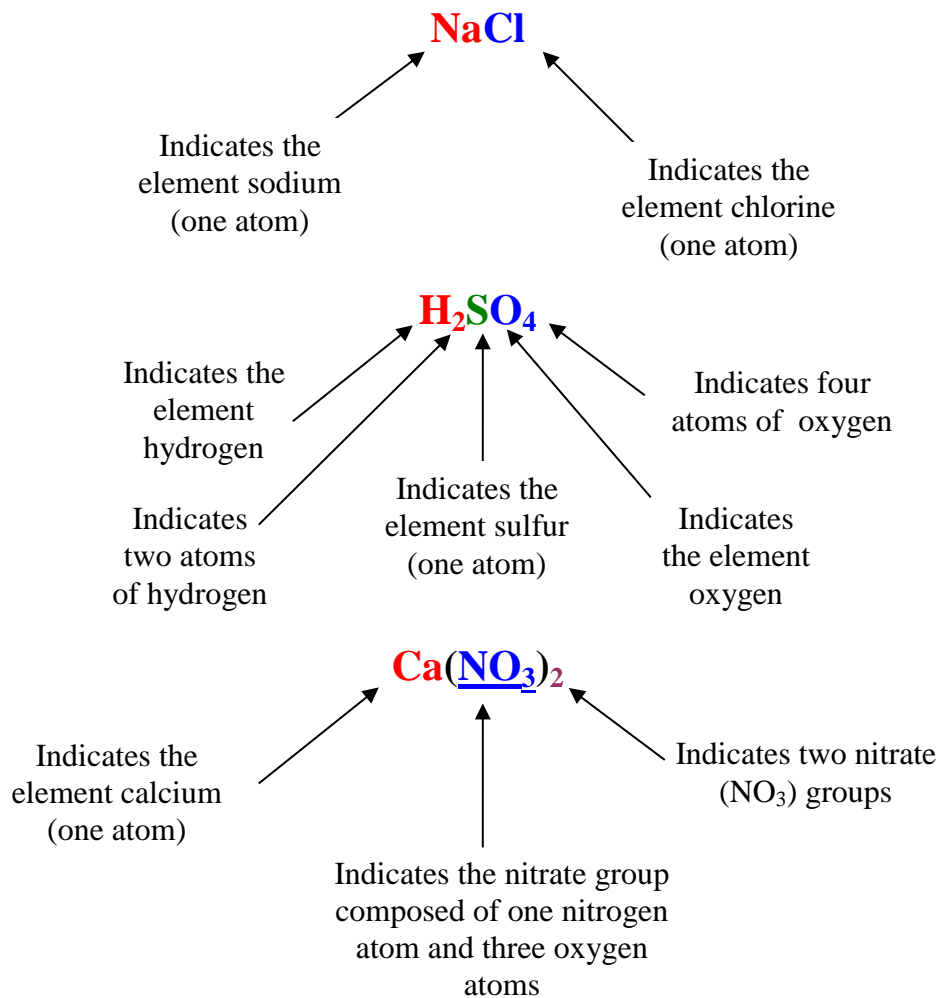 NaCl
Indicates the
element sodium
(one atom)
Indicates the
element chlorine
(one atom)
H₂SO₄
Indicates the
element
hydrogen
Indicates four
atoms of oxygen
Indicates
two atoms
of hydrogen
Indicates the
element sulfur
(one atom)
Indicates
the element
oxygen
Ca(NO₃)₂
Indicates the
element calcium
(one atom)
Indicates two nitrate
(NO₃) groups
Indicates the nitrate group
composed of one nitrogen
atom and three oxygen
atoms